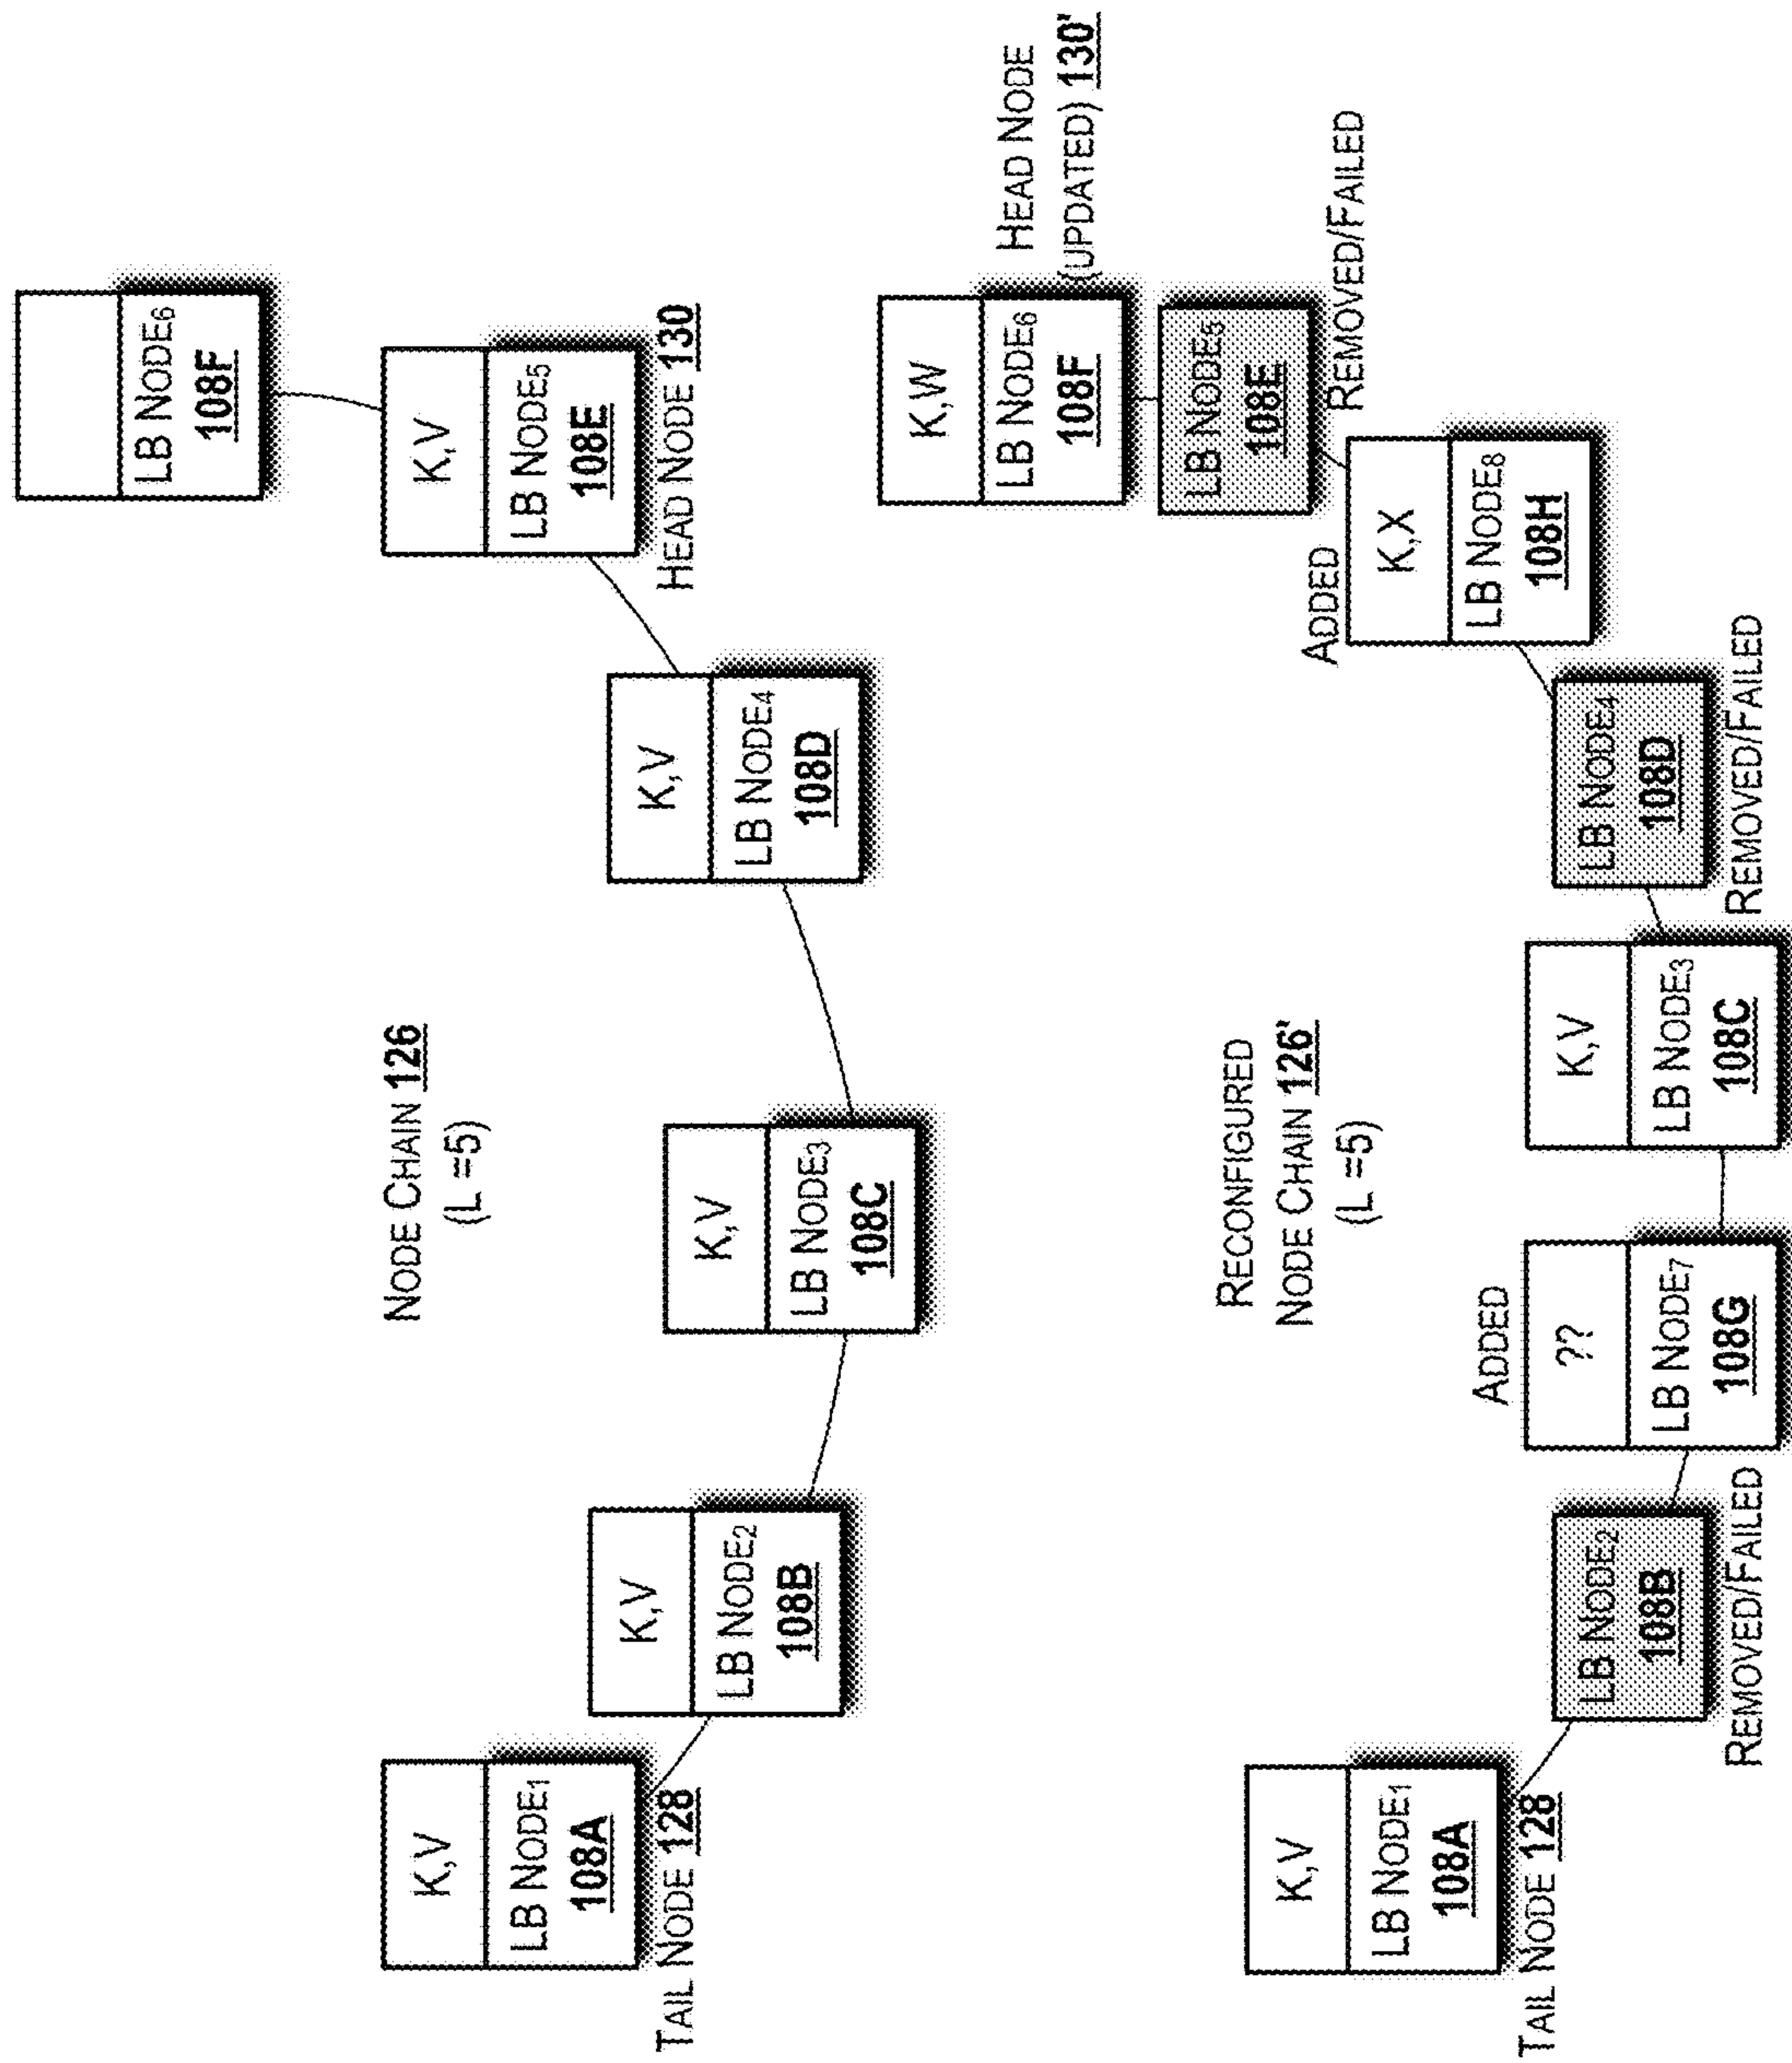 NODE CHAIN 126
(L =5)
K,V
LB NODE1
108A
TAIL NODE 128
K,V
LB NODE2
108B
K,V
LB NODE3
108C
K,V
LB NODE4
108D
K,V
LB NODE5
108E
HEAD NODE 130
LB NODE6
108F
RECONFIGURED
NODE CHAIN 126'
(L =5)
K,V
LB NODE1
108A
TAIL NODE 128
LB NODE2
108B
REMOVED/FAILED
ADDED
??
LB NODE7
108G
K,V
LB NODE3
108C
LB NODE4
108D
REMOVED/FAILED
ADDED
K,X
LB NODE8
108H
LB NODE5
108E
REMOVED/FAILED
K,W
LB NODE6
108F
HEAD NODE
(UPDATED) 130'